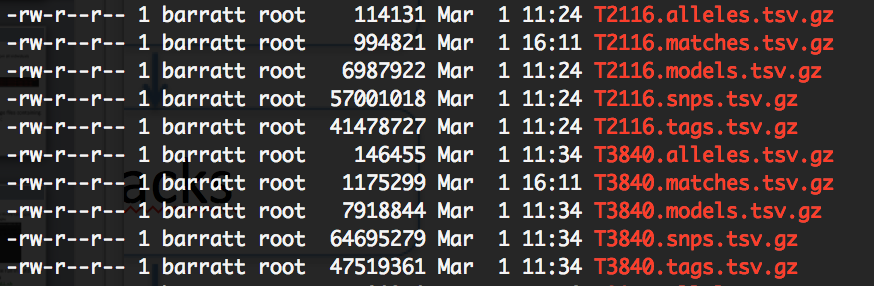 -rw-r--r-- 1 barratt root 114131 Mar 1 11:24 T2116.alleles.tsv.gz
-rw-r--r-- 1 barratt root 994821 Mar 1 16:11 T2116.matches.tsv.gz
-rw-r--r-- 1 barratt root 6987922 Mar 1 11:24 T2116.models.tsv.gz
-rw-r--r-- 1 barratt root 57001018 Mar 1 11:24 T2116.snps.tsv.gz
-rw-r--r-- 1 barratt root 41478727 Mar 1 11:24 T2116.tags.tsv.gz
-rw-r--r-- 1 barratt root 146455 Mar 1 11:34 T3840.alleles.tsv.gz
acks
-rw-r--r-- 1 barratt root 1175299 Mar 1 16:11 T3840.matches.tsv.gz
-rw-r--r-- 1 barratt root 7918844 Mar 1 11:34 T3840.models.tsv.gz
-rw-r--r-- 1 barratt root 64695279 Mar 1 11:34 T3840.snps.tsv.gz
-rw-r--r-- 1 barratt root 47519361 Mar 1 11:34 T3840.tags.tsv.gz